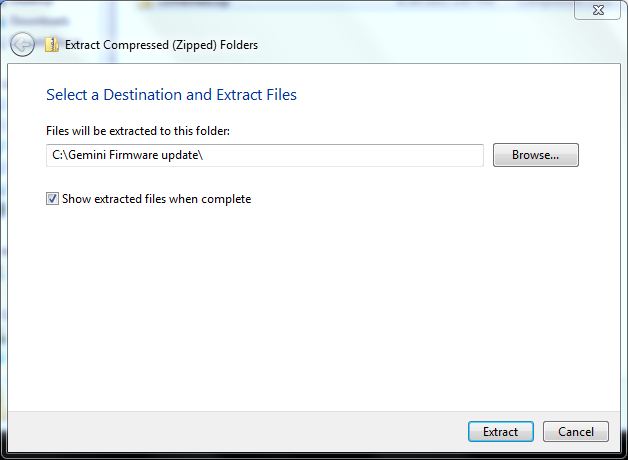 Extract Compressed (Zipped) Folders
Select a Destination and Extract Files
Files will be extracted to this folder:
C:\Gemini Firmware update\
Browse...
Show extracted files when complete
Extract
Cancel